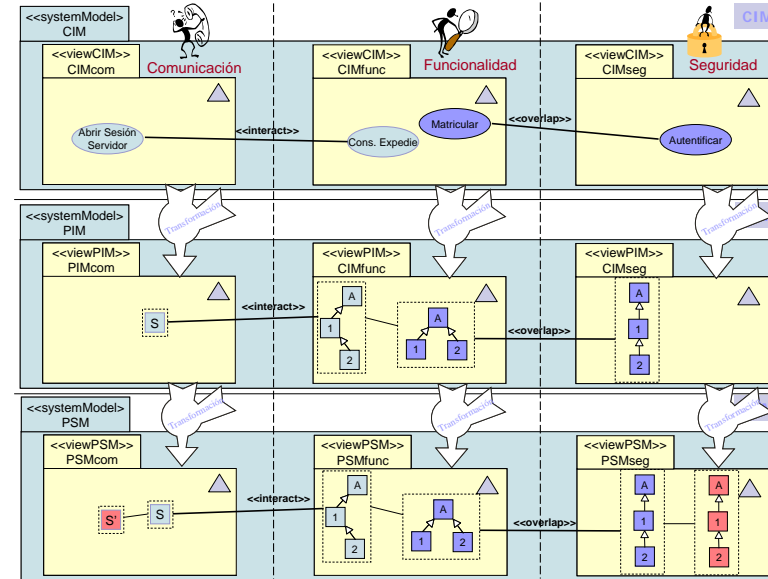 <<systemModel>
CIM
CIM
<<viewCIM>>
CIMcom
Comunicación
<<viewCIM>>
CIMfunc
Funcionalidad
<<viewCIM>>
CIMseg
Seguridad
Abrir Sesión
Servidor
<<interact>>
Cons. Expedie
Matricular
<<overlap>>
Autentificar
Transformación
Transformación
Transformación
<<systemModel>
PIM
<<viewPIM>>
PIMcom
<<viewPIM>>
CIMfunc
<<viewPIM>>
CIMseg
S
<<interact>>
A
1
2
A
1
2
<<overlap>>
A
1
2
Transformación
Transformación
Transformación
<<systemModel>
PSM
<<viewPSM>>
PSMcom
<<viewPSM>>
PSMfunc
<<viewPSM>>
PSMseg
S'
S
<<interact>>
A
1
2
A
1
2
<<overlap>>
A
1
2
A
1
2